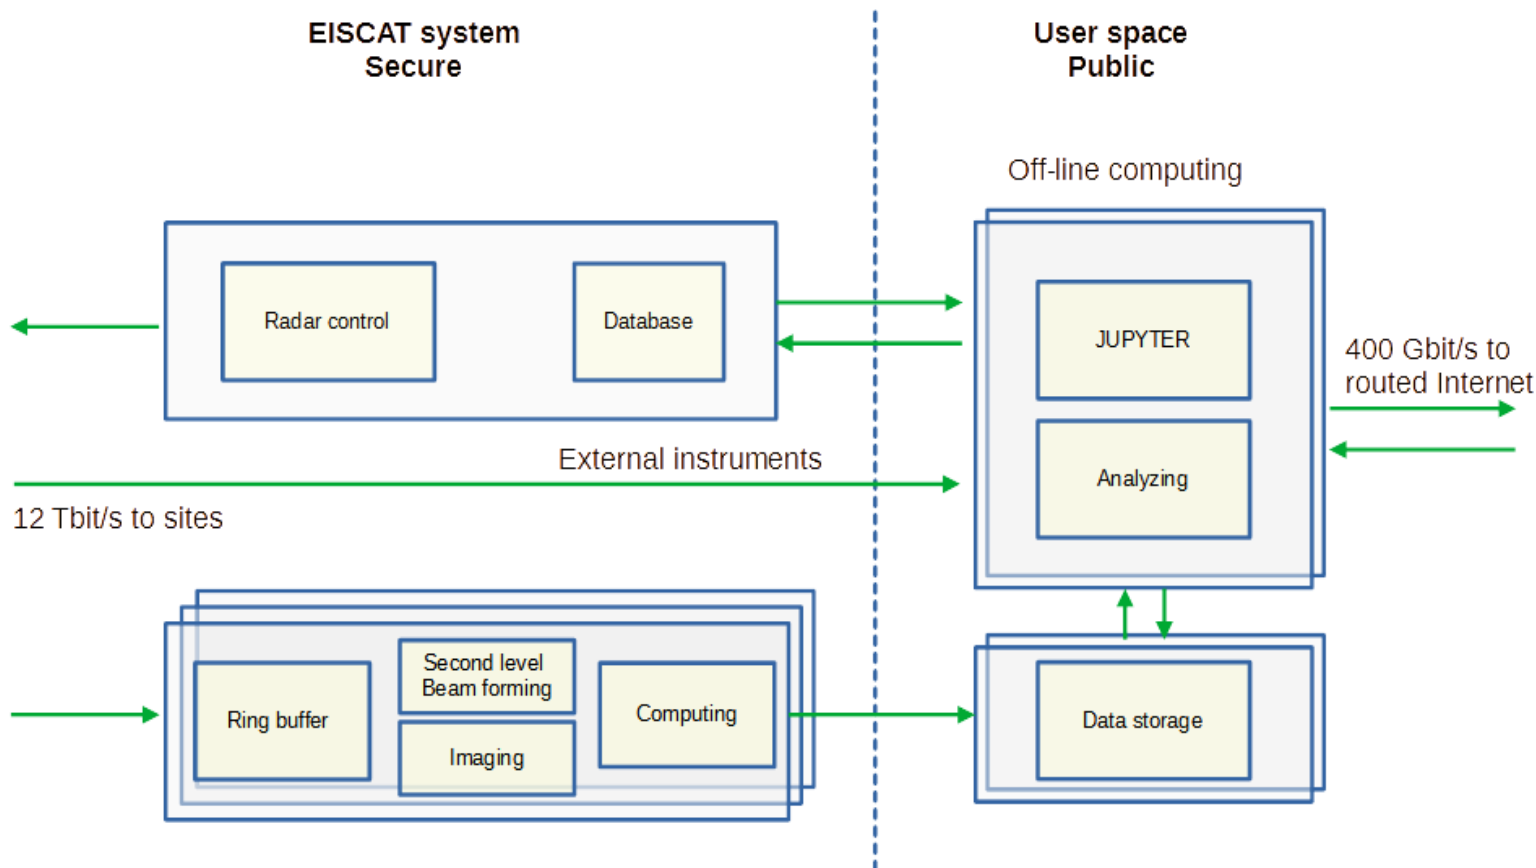 EISCAT system
Secure
User space
Public
Off-line computing
Radar control
Database
JUPYTER
400 Gbit/s to
routed Internet
External instruments
Analyzing
12 Tbit/s to sites
Second level
Beam forming
Ring buffer
Computing
Imaging
Data storage